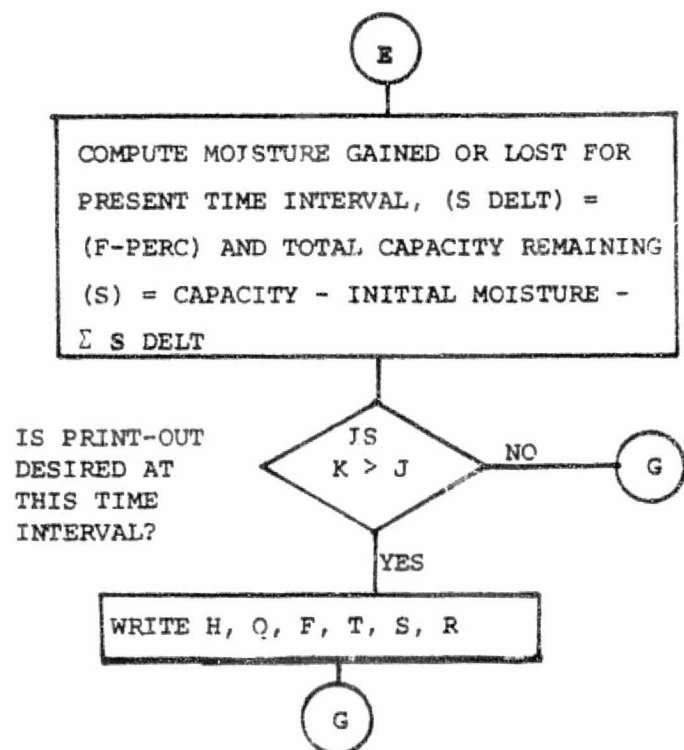 E
COMPUTE MOISTURE GAINED OR LOST FOR
PRESENT TIME INTERVAL, (S DELT) =
(F-PERC) AND TOTAL CAPACITY REMAINING
(S) = CAPACITY - INITIAL MOISTURE -
Σ S DELT
IS PRINT-OUT
DESIRED AT
THIS TIME
INTERVAL?
IS
K > J
NO
G
YES
WRITE H, Q, F, T, S, R
G